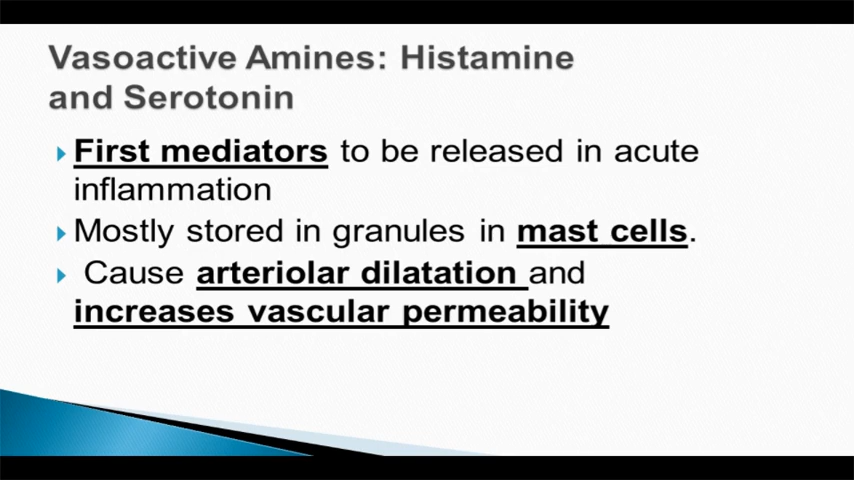 Vasoactive Amines: Histamine
and Serotonin
First mediators to be released in acute
inflammation
Mostly stored in granules in mast cells.
Cause arteriolar dilatation and
increases vascular permeability